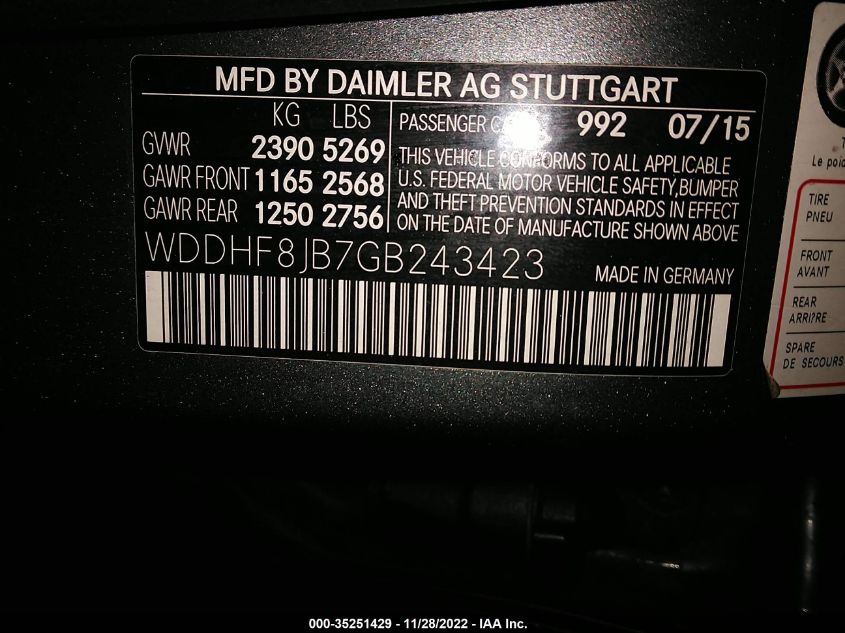 MFD BY DAIMLER AG STUTTGART
KG LBS
GVWR 2390 5269
GAWR FRONT 1165 2568
GAWR REAR 1250 2756
PASSENGER 992 07/15
THIS VEHICLE CONFORMS TO ALL APPLICABLE
U.S. FEDERAL MOTOR VEHICLE SAFETY, BUMPER
AND THEFT PREVENTION STANDARDS IN EFFECT
ON THE DATE OF MANUFACTURE SHOWN ABOVE
WDDHF8JB7GB243423
MADE IN GERMANY
Le
TIRE
PNEU
FRONT
AVANT
REAR
ARRI?RE
SPARE
DE SECOURS
000-35251429 - 11/28/2022 - IAA Inc.